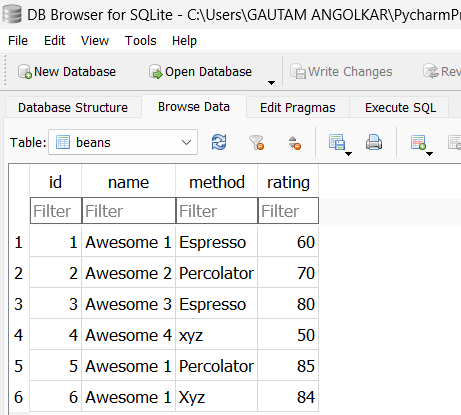 DB Browser for SQLite - C:\Users\GAUTAM ANGOLKAR\PycharmPr
File Edit View Tools Help
New Database Open Database Write Changes Rev
Database Structure Browse Data Edit Pragmas Execute SQL
Table: beans
id name method rating
Filter Filter Filter Filter
1 1 Awesome 1 Espresso 60
2 2 Awesome 2 Percolator 70
3 3 Awesome 3 Espresso 80
4 4 Awesome 4 xyz 50
5 5 Awesome 1 Percolator 85
6 6 Awesome 1 Xyz 84